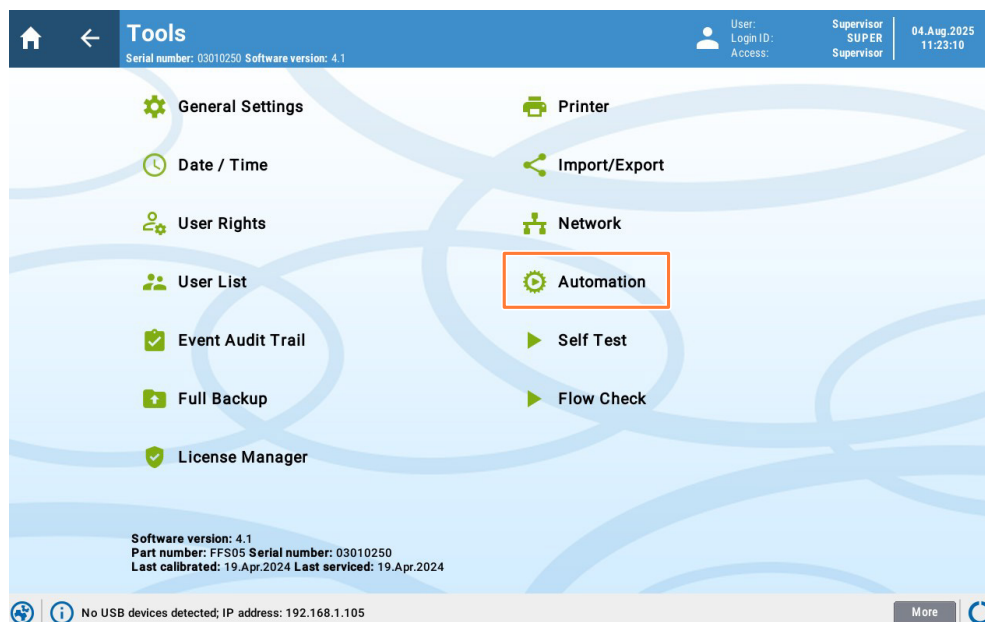 Tools
Serial number: 03010250 Software version: 4.1
User: Supervisor
Login ID: SUPER
Access: Supervisor
04.Aug.2025
11:23:10
General Settings
Printer
Date / Time
Import/Export
User Rights
Network
User List
Automation
Event Audit Trail
Self Test
Full Backup
Flow Check
License Manager
Software version: 4.1
Part number: FFS05 Serial number: 03010250
Last calibrated: 19.Apr.2024 Last serviced: 19.Apr.2024
No USB devices detected; IP address: 192.168.1.105
More